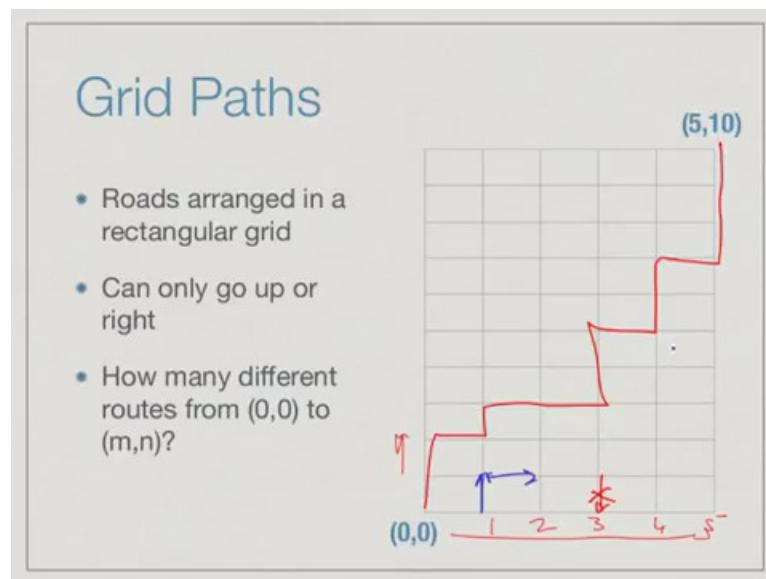 Grid Paths
(5,10)
• Roads arranged in a
rectangular grid
• Can only go up or
right
• How many different
routes from (0,0) to
(m,n)?
(0,0)
1 2 3 4 5